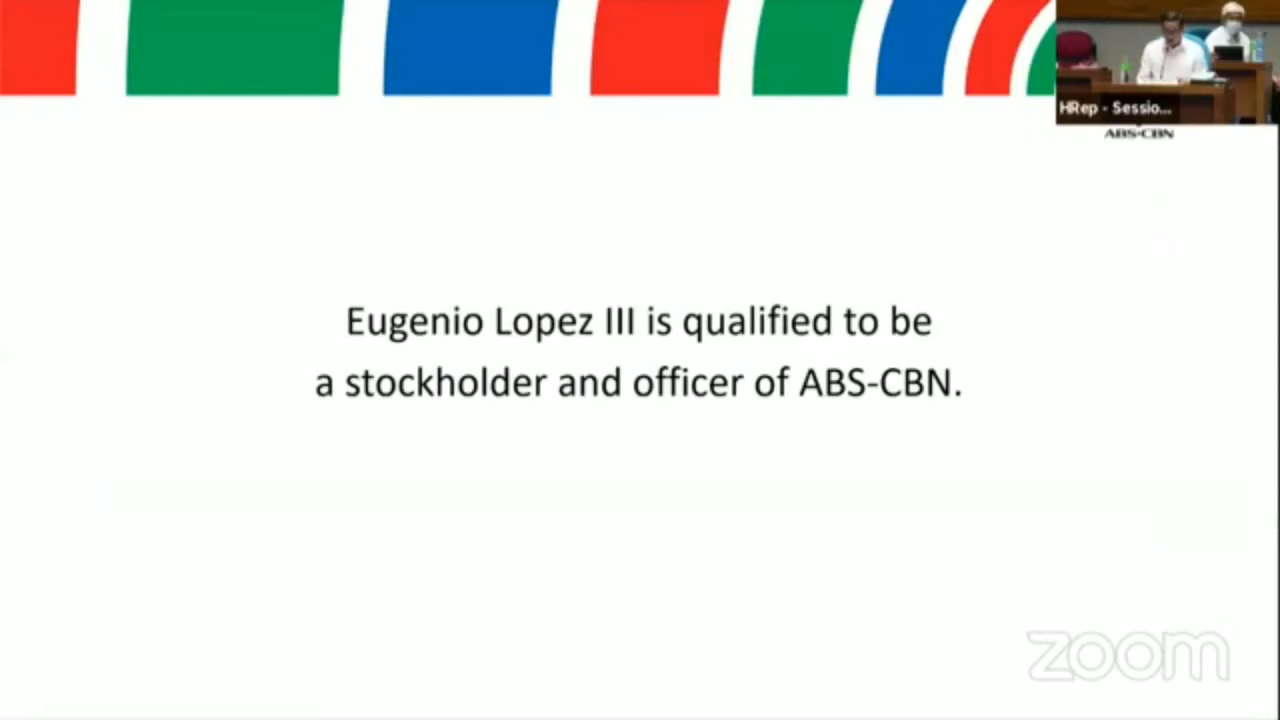 HRep - Sessio...
ABS-CBN
Eugenio Lopez III is qualified to be
a stockholder and officer of ABS-CBN.
zoom